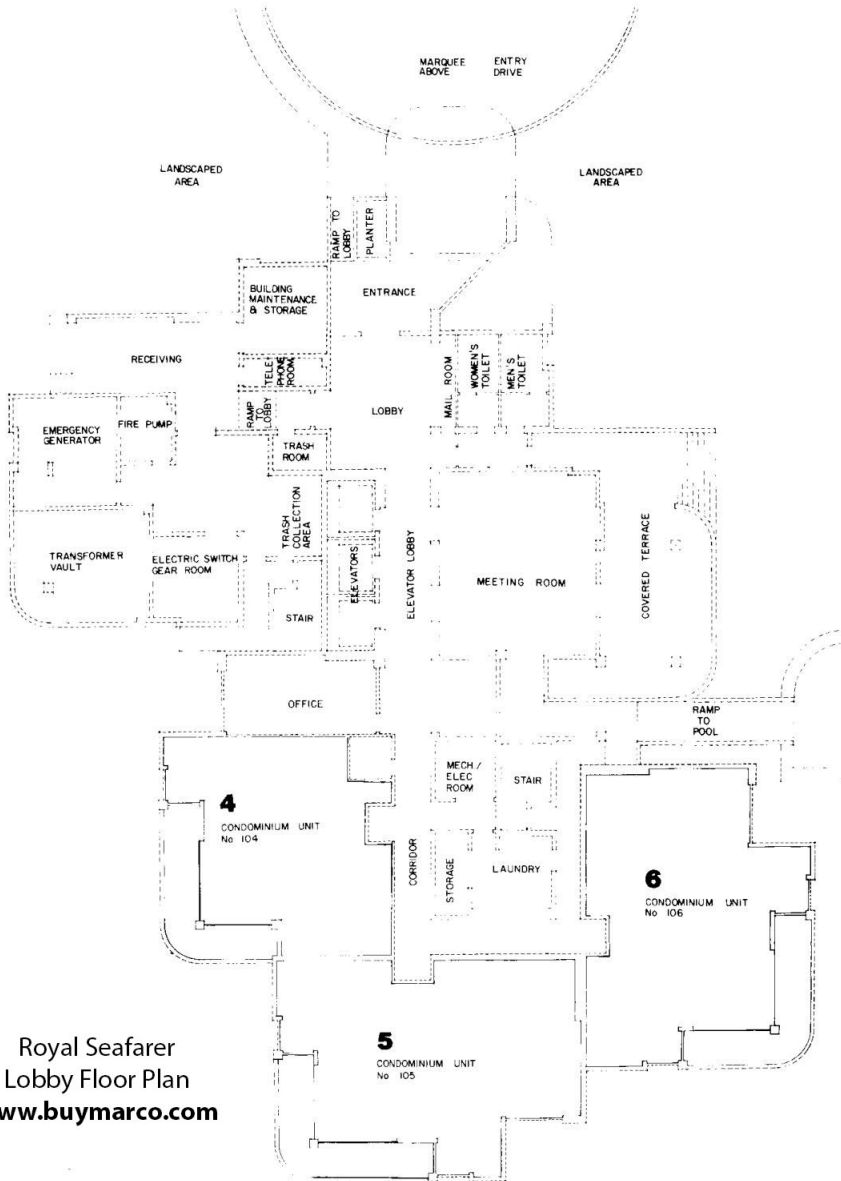 MARQUEE ENTRY
ABOVE DRIVE
LANDSCAPED
AREA
LANDSCAPED
AREA
RAMP TO
LOBBY
PLANTER
BUILDING
MAINTENANCE
& STORAGE
ENTRANCE
RECEIVING
TELE
PHONE
ROOM
MAIL ROOM
WOMEN'S
TOILET
MEN'S
TOILET
RAMP
TO
LOBBY
LOBBY
EMERGENCY
GENERATOR
FIRE PUMP
TRASH
ROOM
TRASH
COLLECTION
AREA
TRANSFORMER
VAULT
ELECTRIC SWITCH
GEAR ROOM
ELEVATORS
ELEVATOR LOBBY
MEETING ROOM
COVERED TERRACE
STAIR
OFFICE
RAMP
TO
POOL
MECH/
ELEC
ROOM
STAIR
4
CONDOMINIUM UNIT
No 104
CORRIDOR
STORAGE
LAUNDRY
6
CONDOMINIUM UNIT
No 106
5
CONDOMINIUM UNIT
No 105
Royal Seafarer
Lobby Floor Plan
ww.buymarco.com